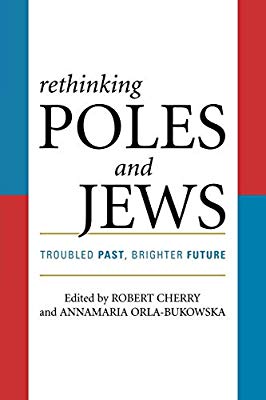 rethinking
POLES
and
JEWS
TROUBLED PAST, BRIGHTER FUTURE
Edited by ROBERT CHERRY
and ANNAMARIA ORLA-BUKOWSKA